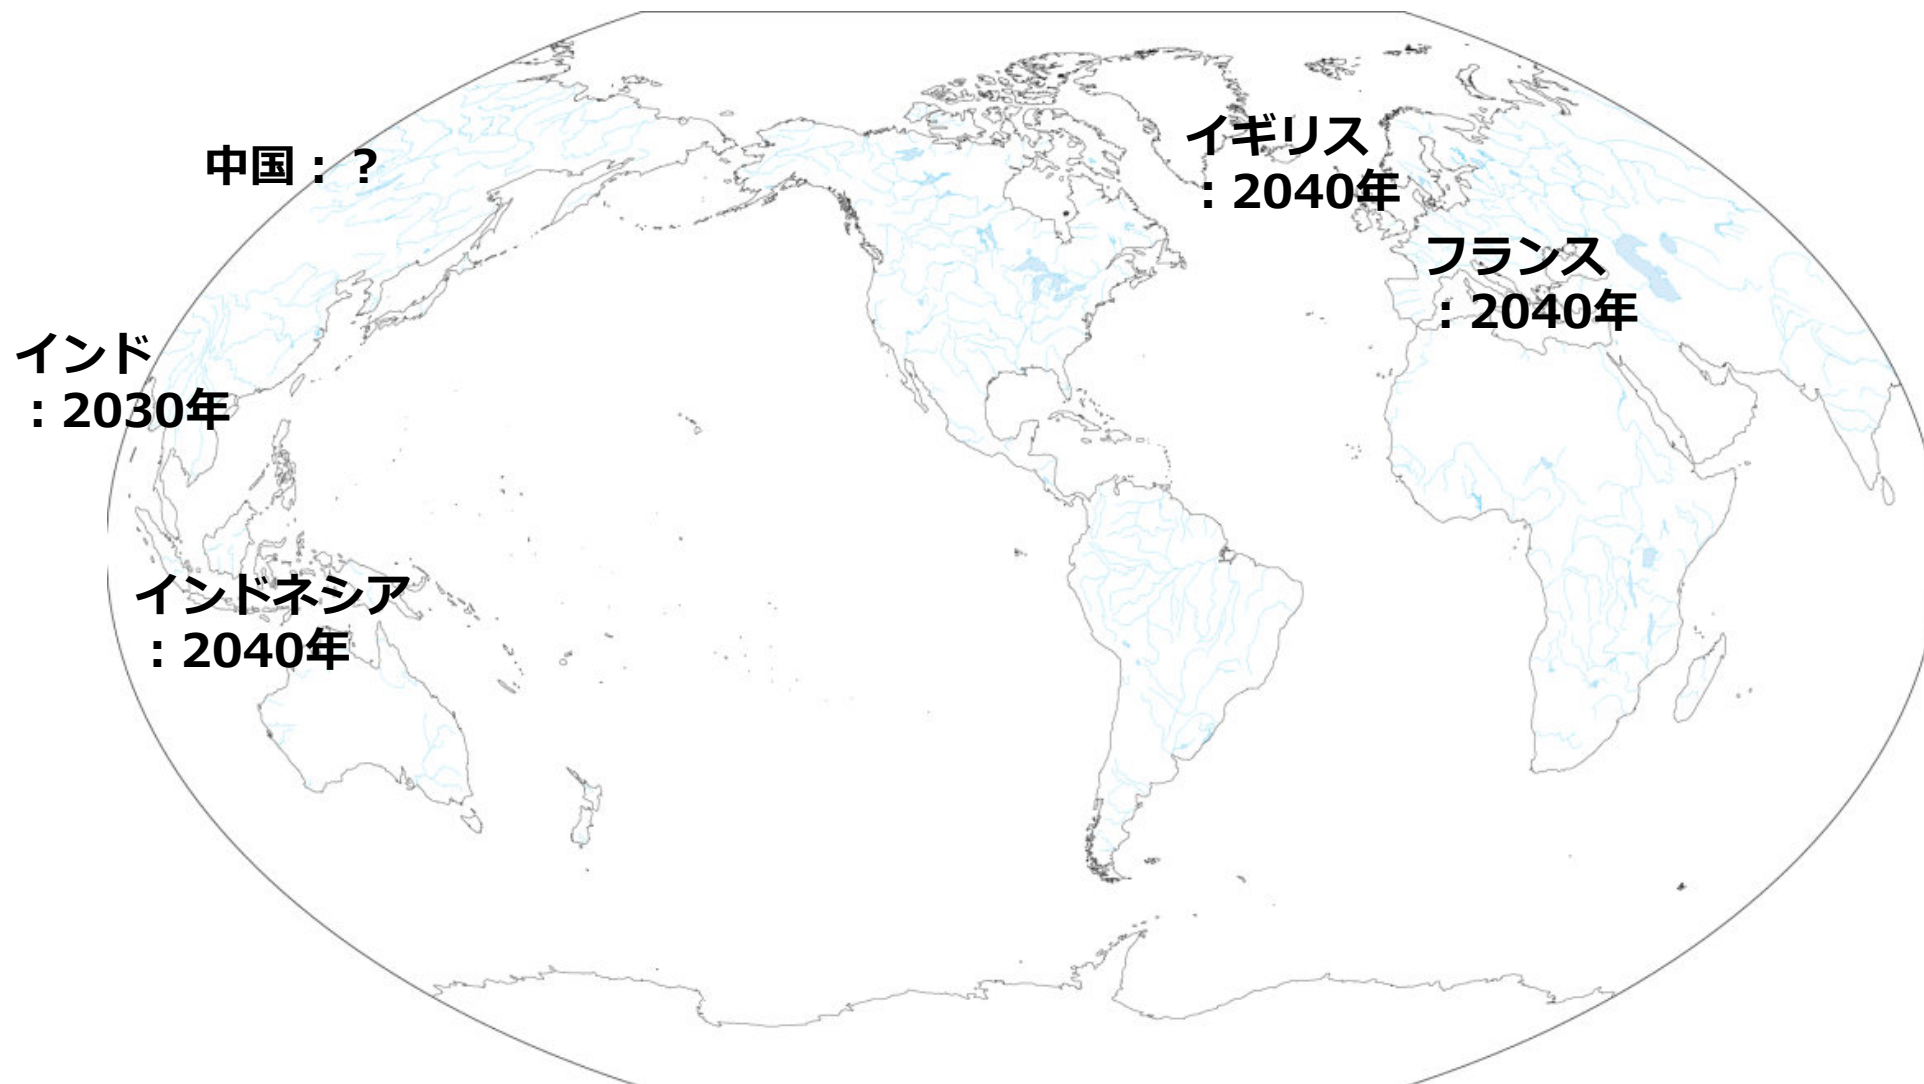 イギリス
：2040年
中国：?
フランス
：2040年
インド
：2030年
インドネシア
：2040年